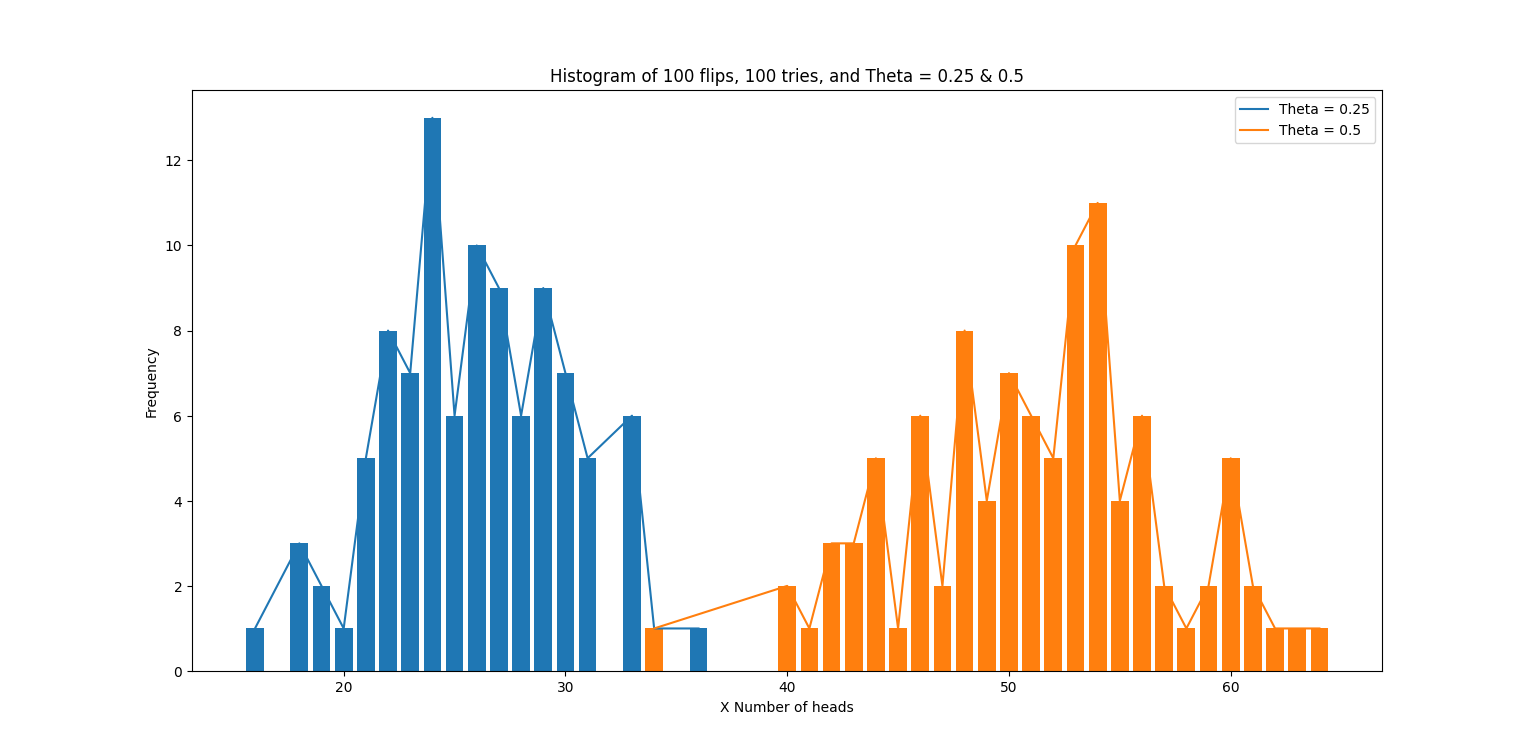 Histogram of 100 flips, 100 tries, and Theta = 0.25 & 0.5
Theta = 0.25
Theta = 0.5
Frequency
12
10
8
6
4
2
0
20 30 40 50 60
X Number of heads